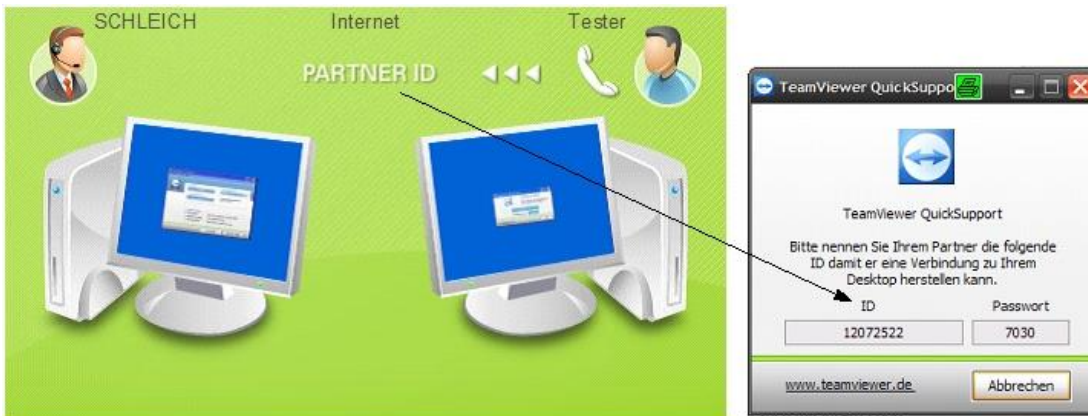 SCHLEICH
Internet
Tester
PARTNER ID
TeamViewer QuickSuppo
TeamViewer QuickSupport
Bitte nennen Sie Ihrem Partner die folgende
ID damit er eine Verbindung zu Ihrem
Desktop herstellen kann.
ID Passwort
12072522 7030
www.teamviewer.de Abbrechen